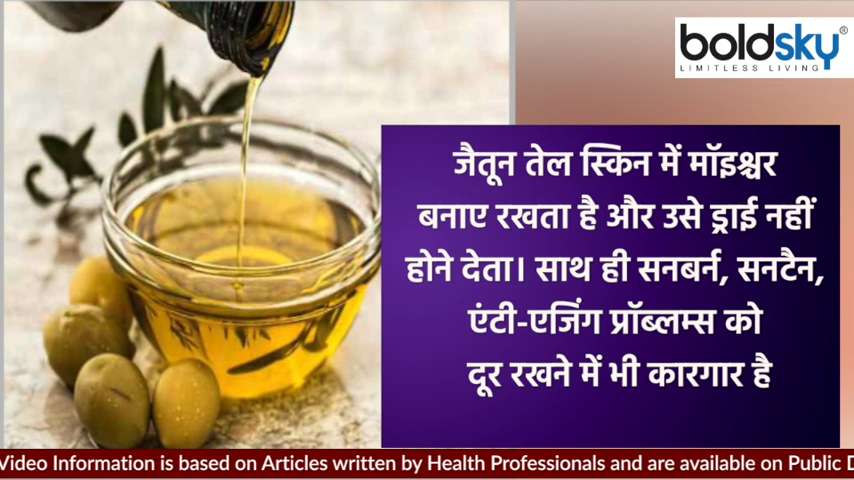 boldsky®
LIMITLESS LIVING
जैतून तेल स्किन में मॉइश्चर
बनाए रखता है और उसे ड्राई नहीं
होने देता। साथ ही सनबर्न, सनटैन,
एंटी-एजिंग प्रॉब्लम्स को
दूर रखने में भी कारगार है
Video Information is based on Articles written by Health Professionals and are available on Public D